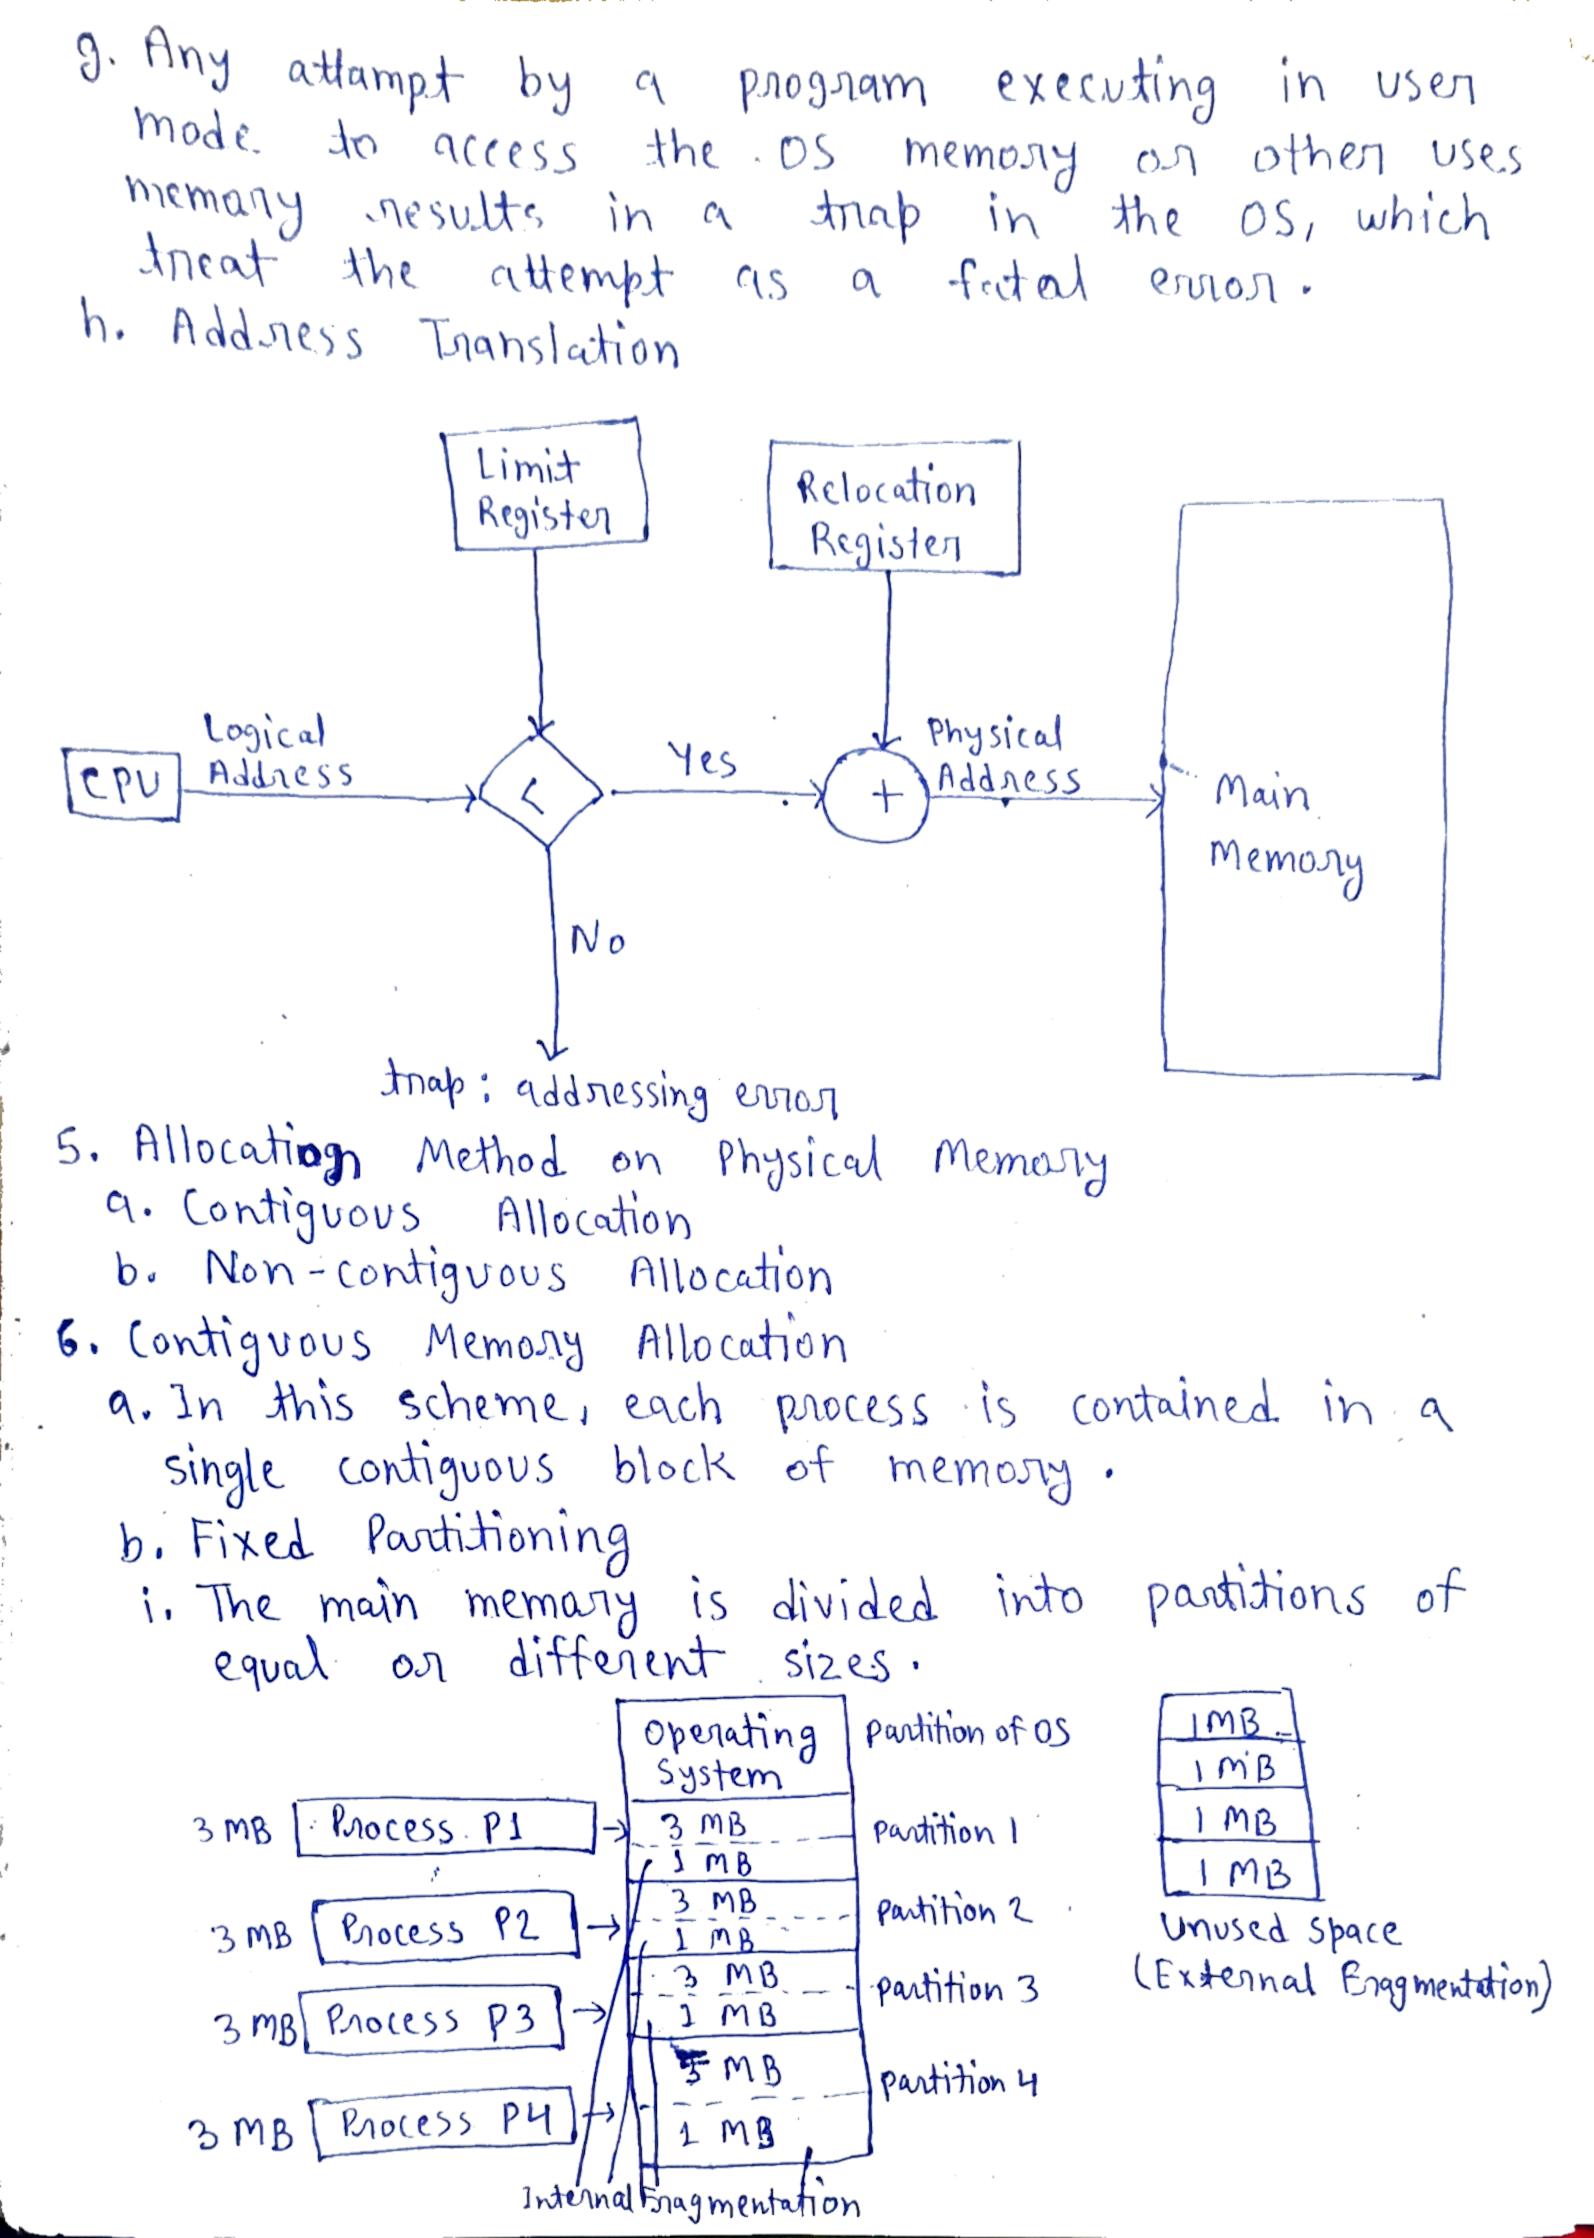 g. Any attampt by a program executing in user
mode to access the OS memory or other uses
memary results in a trap in the OS, which
treat the attempt as a fatal error.
h. Address Translation
Limit
Register
Relocation
Register
CPU
Logical
Address
<
Yes
+
Physical
Address
Main
Memory
No
trap: addressing error
5. Allocation Method on Physical Memory
a. Contiguous Allocation
b. Non-contiguous Allocation
6. Contiguous Memory Allocation
a. In this scheme, each process is contained in a
single contiguous block of memory.
b. Fixed Partitioning
i. The main memary is divided into partitions of
equal or different sizes.
Operating
System
Partition of OS
3 MB Process P1
3 MB
1 MB
Partition 1
3 MB Process P2
3 MB
1 MB
Partition 2
3 MB Process P3
3 MB
1 MB
partition 3
3 MB Process P4
MB
1 MB
partition 4
Internal Fragmentation
1MB
1 MB
1 MB
1 MB
Unused space
(External Fragmentation)